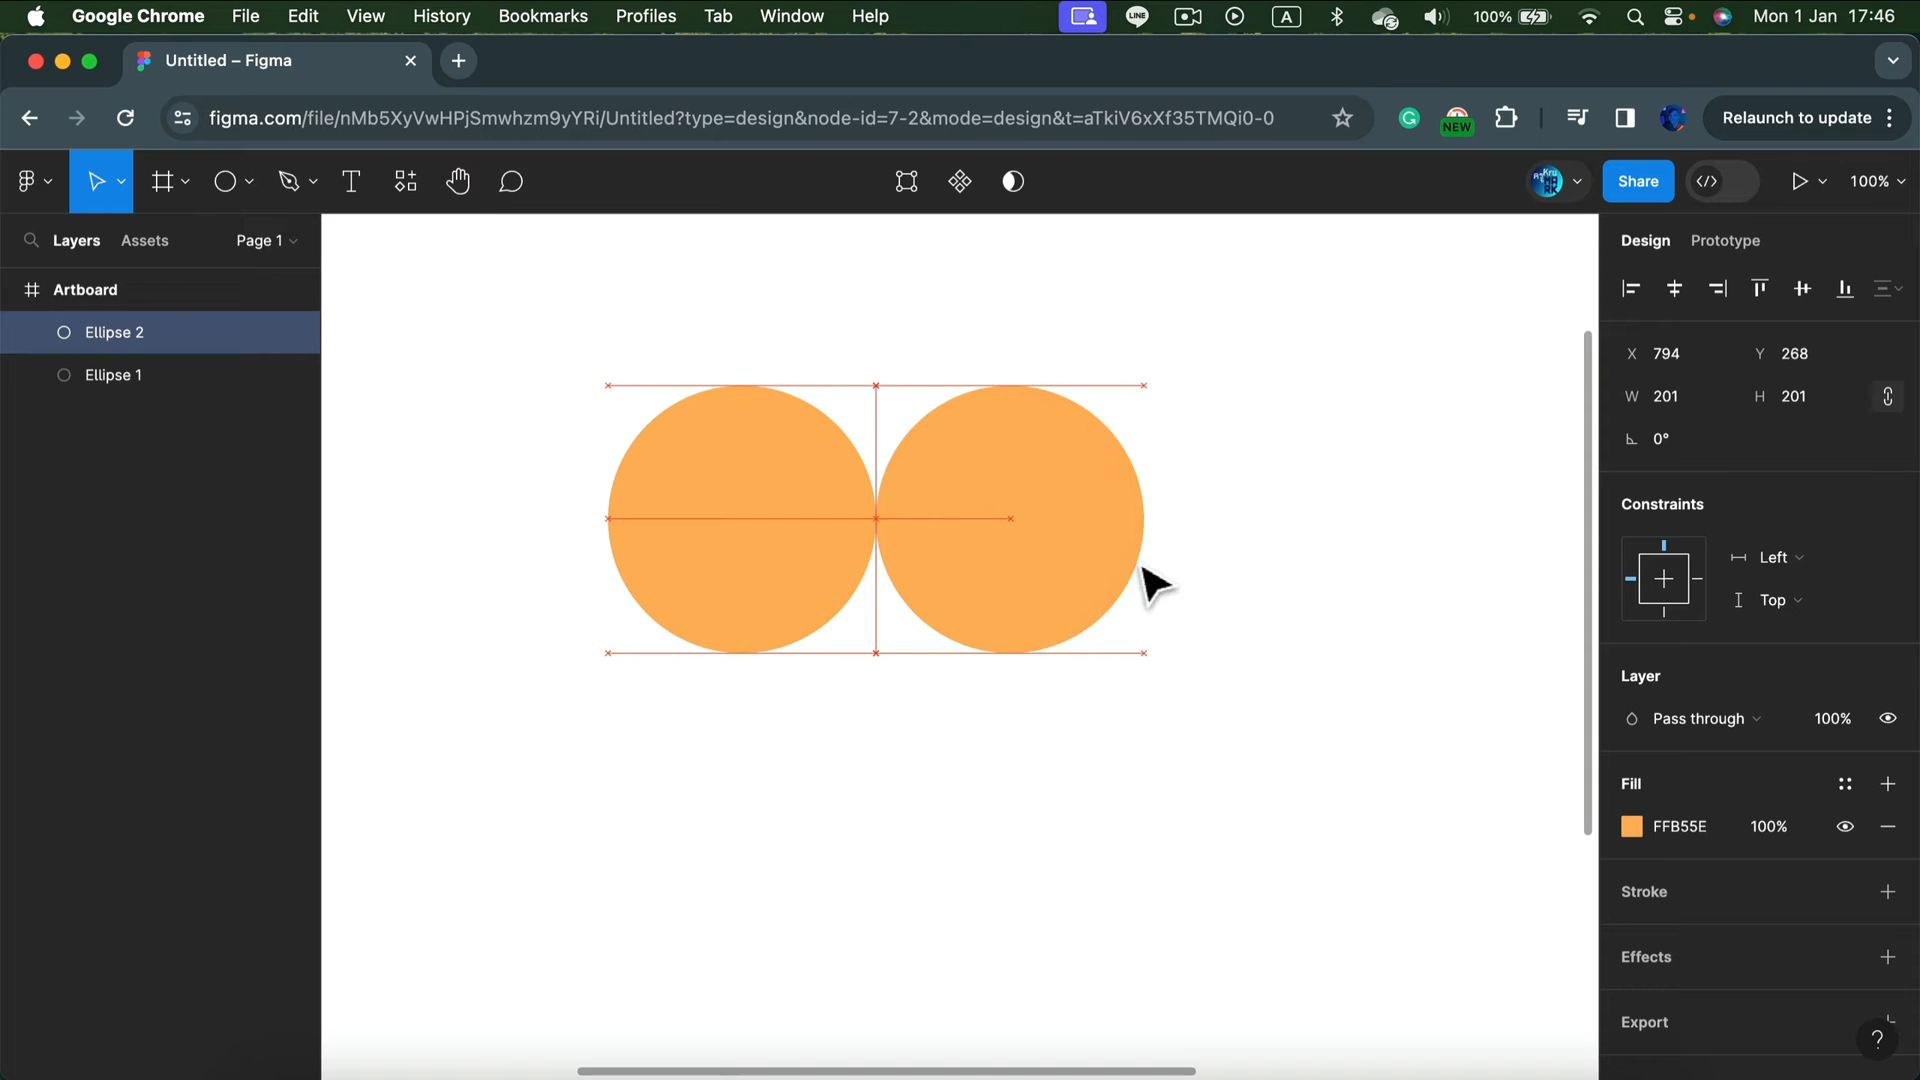 Google Chrome File Edit View History Bookmarks Profiles Tab Window Help LINE A 100% Mon 1 Jan 17:46
Untitled – Figma
figma.com/file/nMb5XyVwHPjSmwhzm9yYRi/Untitled?type=design&node-id=7-2&mode=design&t=aTkiV6xXf35TMQi0-0 G NEW Relaunch to update
T Share 100%
Layers Assets Page 1 Design Prototype
Artboard
Ellipse 2
Ellipse 1
X 794 Y 268
W 201 H 201
0°
Constraints
Left
Top
Layer
Pass through 100%
Fill
FFB55E 100%
Stroke
Effects
Export
?